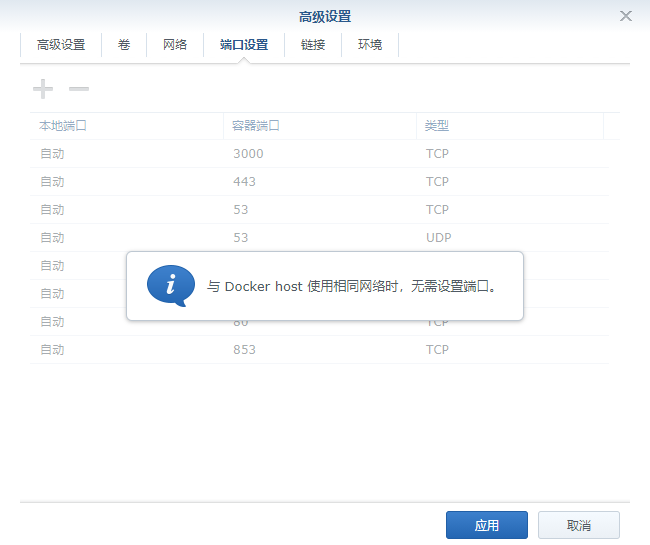 高级设置
高级设置 卷 网络 端口设置 链接 环境
本地端口 容器端口 类型
自动 3000 TCP
自动 443 TCP
自动 53 TCP
自动 53 UDP
自动
与 Docker host 使用相同网络时，无需设置端口。
自动
自动 80 TCP
自动 853 TCP
应用 取消